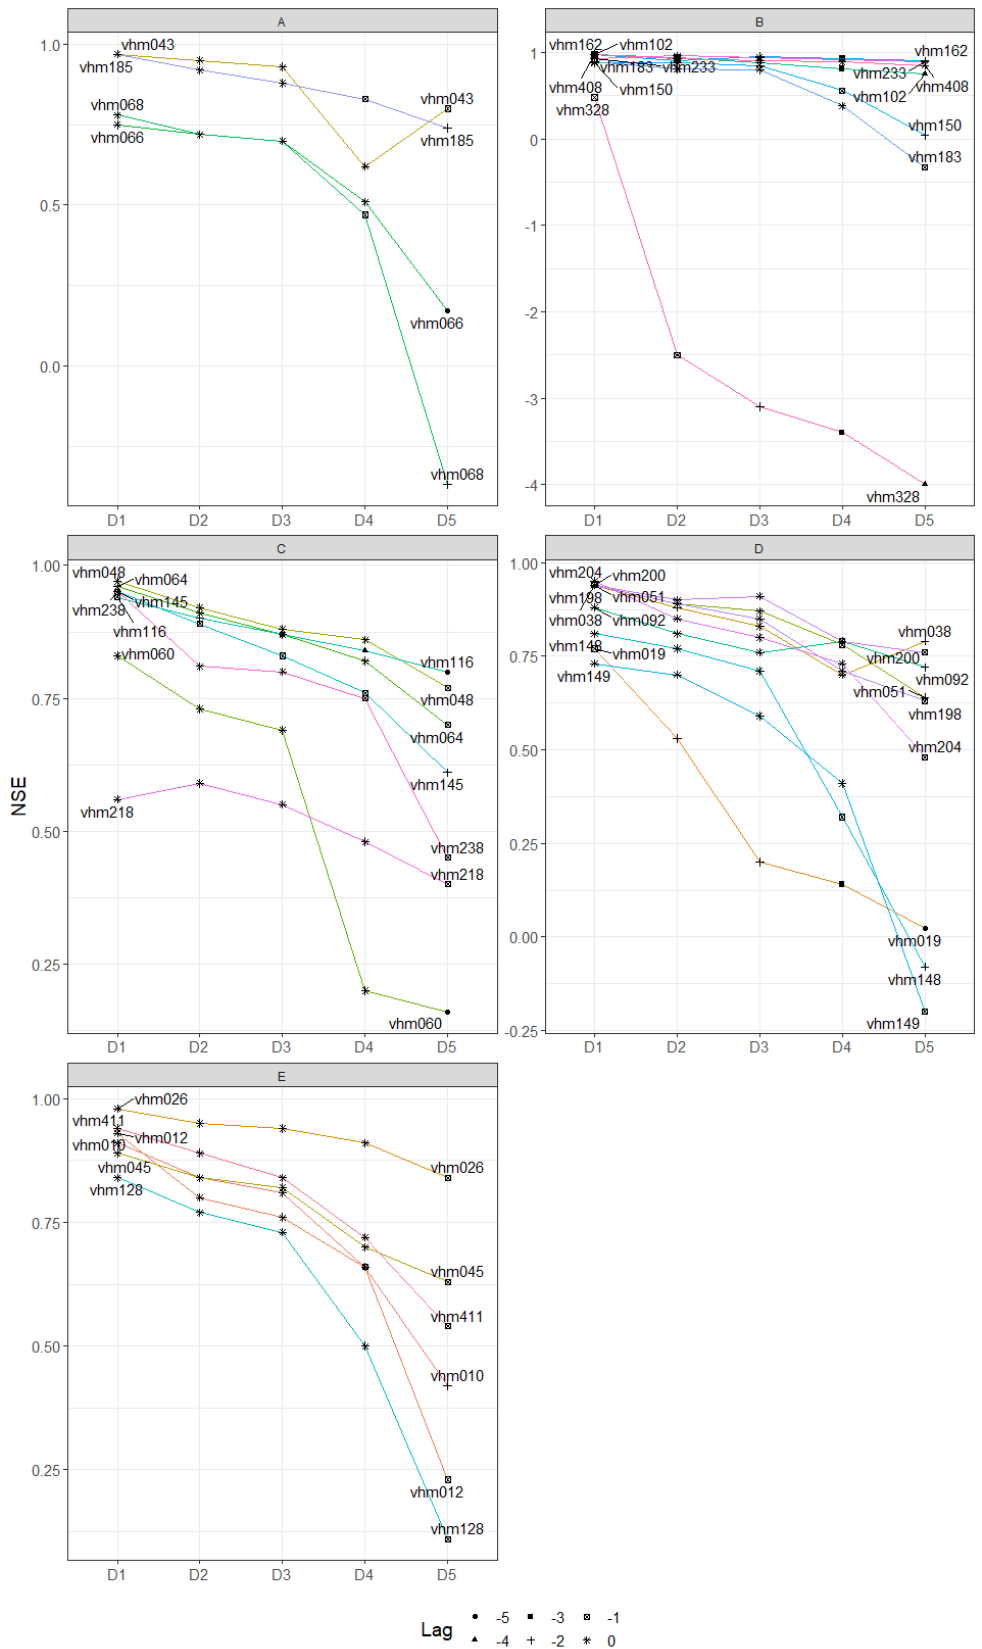 A
B
1.0
0.5
0.0
vhm043
vhm185
vhm068
vhm066
vhm043
vhm185
vhm066
vhm068
D1 D2 D3 D4 D5
1
0
-1
-2
-3
-4
vhm162
vhm102
vhm183
vhm233
vhm408
vhm150
vhm328
vhm162
vhm233
vhm408
vhm102
vhm150
vhm183
vhm328
D1 D2 D3 D4 D5
C
D
NSE
1.00
0.75
0.50
0.25
vhm048
vhm064
vhm145
vhm238
vhm116
vhm060
vhm218
vhm116
vhm048
vhm064
vhm145
vhm238
vhm218
vhm060
D1 D2 D3 D4 D5
1.00
0.75
0.50
0.25
0.00
-0.25
vhm204
vhm200
vhm198
vhm051
vhm038
vhm092
vhm148
vhm019
vhm149
vhm038
vhm200
vhm092
vhm051
vhm198
vhm204
vhm019
vhm148
vhm149
D1 D2 D3 D4 D5
E
1.00
0.75
0.50
0.25
vhm026
vhm411
vhm012
vhm010
vhm045
vhm128
vhm026
vhm045
vhm411
vhm010
vhm012
vhm128
D1 D2 D3 D4 D5
Lag
-5 -3 -1
-4 -2 0